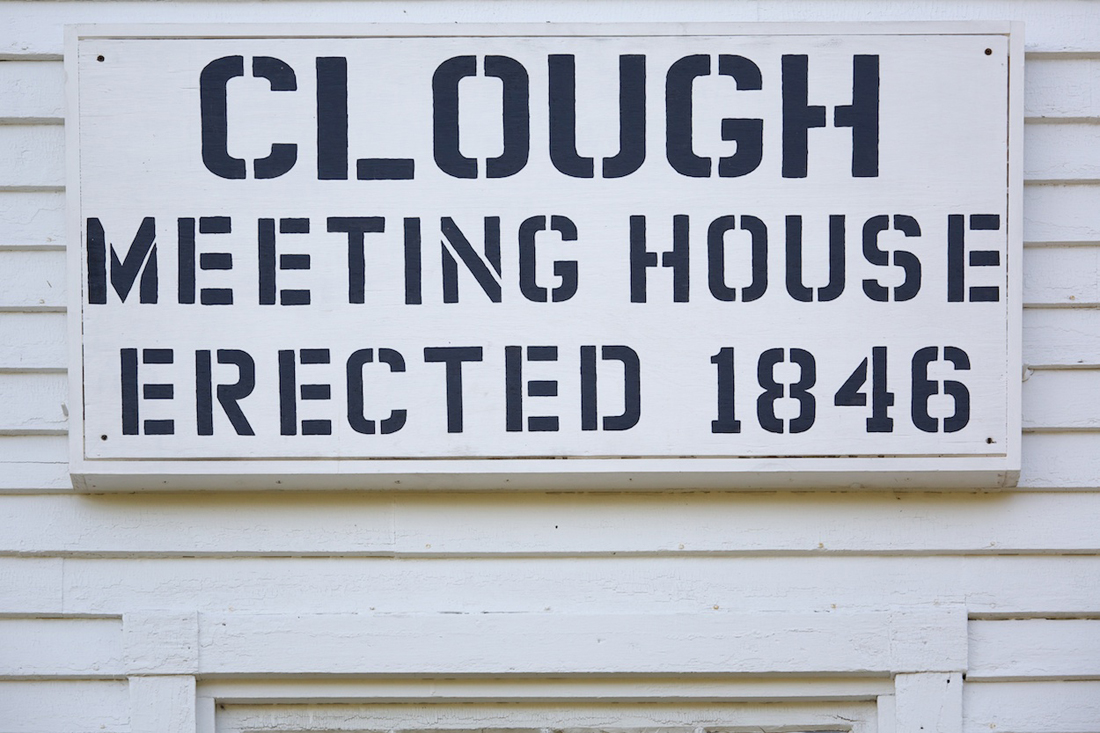 CLOUGH
MEETING HOUSE
ERECTED 1846